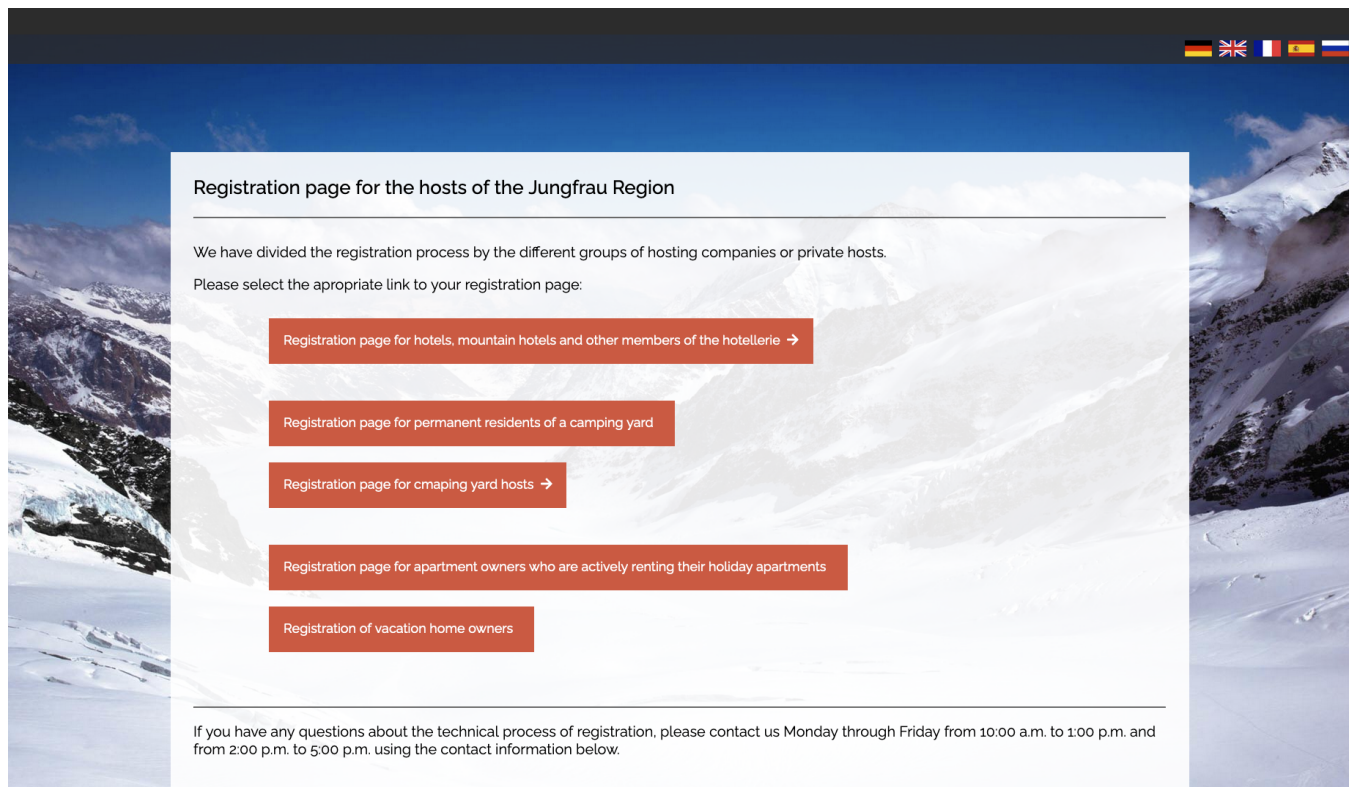 Registration page for the hosts of the Jungfrau Region
We have divided the registration process by the different groups of hosting companies or private hosts.
Please select the apropriate link to your registration page:
Registration page for hotels, mountain hotels and other members of the hotellerie →
Registration page for permanent residents of a camping yard
Registration page for cmaping yard hosts →
Registration page for apartment owners who are actively renting their holiday apartments
Registration of vacation home owners
If you have any questions about the technical process of registration, please contact us Monday through Friday from 10:00 a.m. to 1:00 p.m. and
from 2:00 p.m. to 5:00 p.m. using the contact information below.